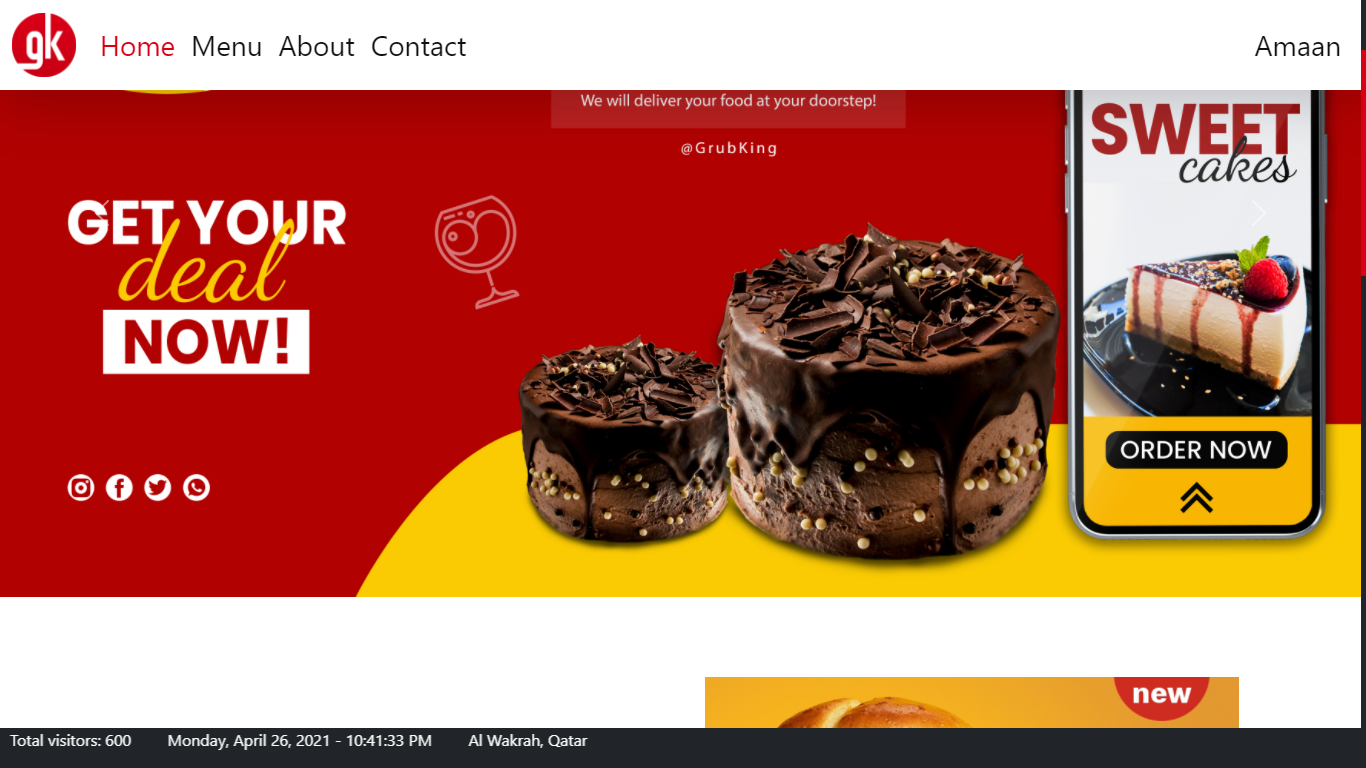 gk Home Menu About Contact Amaan
We will deliver your food at your doorstep!
@GrubKing
SWEET
cakes
GET YOUR
deal
NOW!
ORDER NOW
new
Total visitors: 600 Monday, April 26, 2021 - 10:41:33 PM Al Wakrah, Qatar